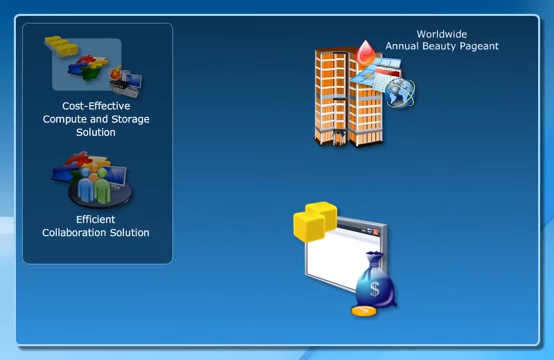 Worldwide
Annual Beauty Pageant
Cost-Effective
Compute and Storage
Solution
Efficient
Collaboration Solution
$